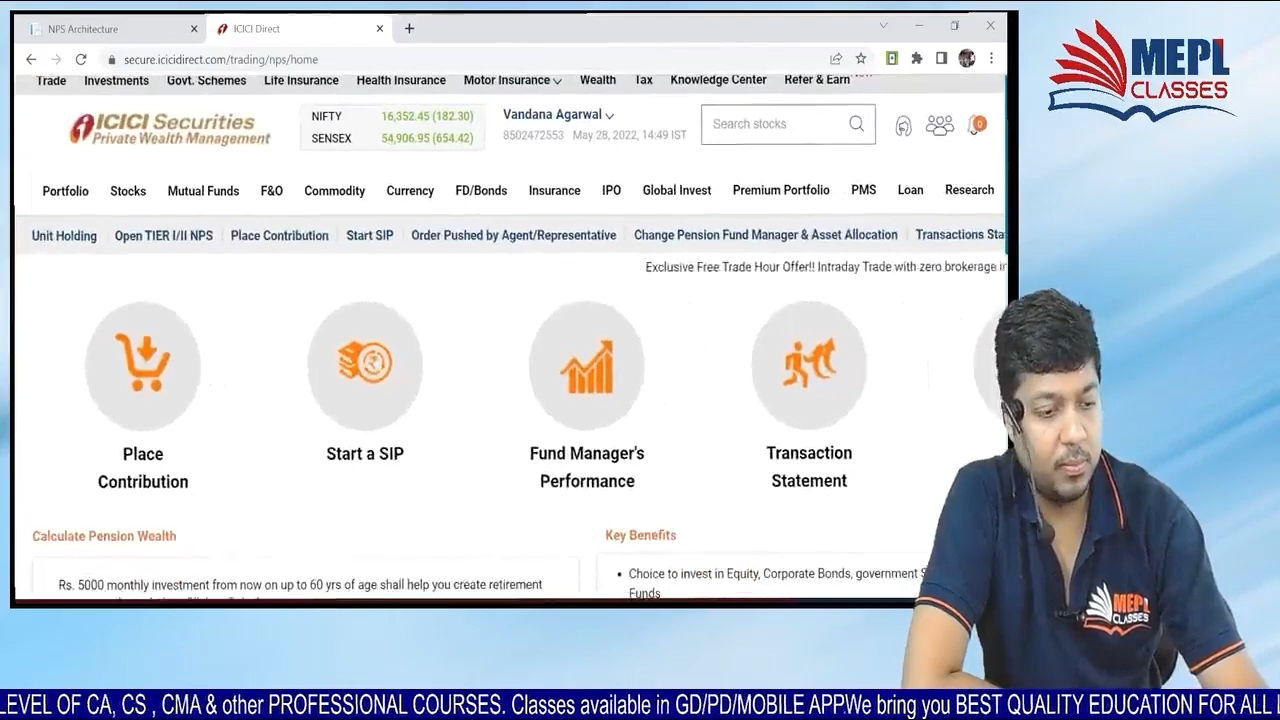 NPS Architecture
ICICI Direct
secure.icicidirect.com/trading/nps/home
Trade Investments Govt. Schemes Life Insurance Health Insurance Motor Insurance Wealth Tax Knowledge Center Refer & Earn
ICICI Securities
Private Wealth Management
NIFTY 16,352.45 (182.30)
SENSEX 54,906.95 (654.42)
Vandana Agarwal
8502472553 May 28, 2022, 14:49 IST
Search stocks
0
Portfolio Stocks Mutual Funds F&O Commodity Currency FD/Bonds Insurance IPO Global Invest Premium Portfolio PMS Loan Research
Unit Holding Open TIER I/II NPS Place Contribution Start SIP Order Pushed by Agent/Representative Change Pension Fund Manager & Asset Allocation Transactions Sta
Exclusive Free Trade Hour Offer!! Intraday Trade with zero brokerage in
Place
Contribution
Start a SIP
Fund Manager's
Performance
Transaction
Statement
Calculate Pension Wealth
Key Benefits
Rs. 5000 monthly investment from now on up to 60 yrs of age shall help you create retirement
• Choice to invest in Equity, Corporate Bonds, government S
Funds
MEPL
CLASSES
MEPL
CLASSES
LEVEL OF CA, CS , CMA & other PROFESSIONAL COURSES. Classes available in GD/PD/MOBILE APPWe bring you BEST QUALITY EDUCATION FOR ALL